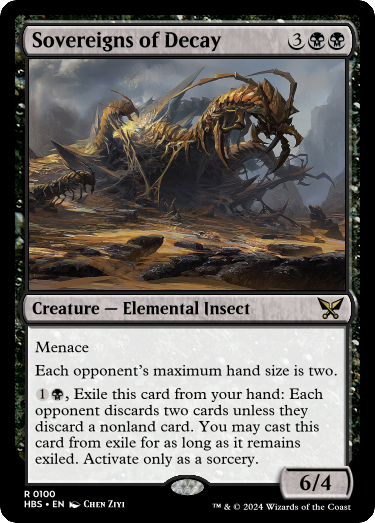 Sovereigns of Decay 3
Creature — Elemental Insect
Menace
Each opponent's maximum hand size is two.
1 , Exile this card from your hand: Each
opponent discards two cards unless they
discard a nonland card. You may cast this
card from exile for as long as it remains
exiled. Activate only as a sorcery.
6/4
R 0100
HBS • EN Chen Ziyi ™ & © 2024 Wizards of the Coast